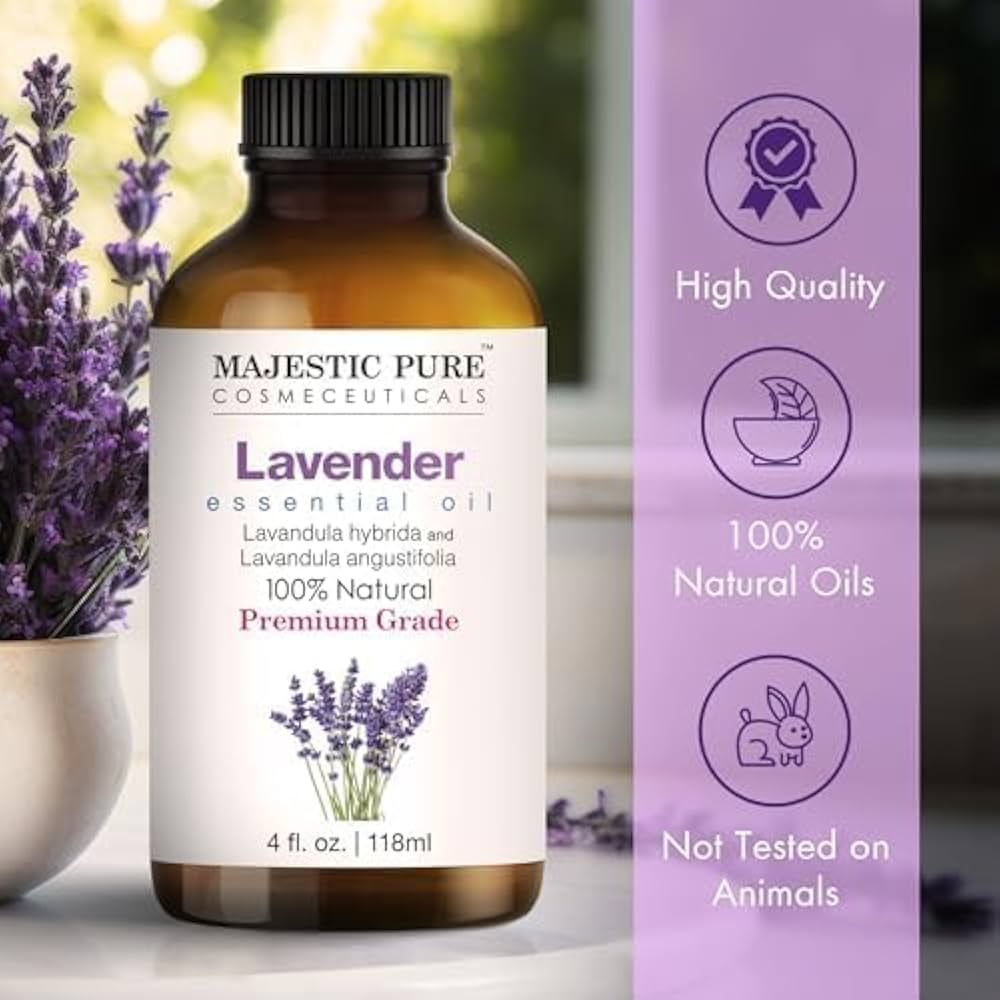 MAJESTIC PURE™
COSMECEUTICALS
Lavender
essential oil
Lavandula hybrida and
Lavandula angustifolia
100% Natural
Premium Grade
4 fl. oz. | 118ml
High Quality
100%
Natural Oils
Not Tested on
Animals